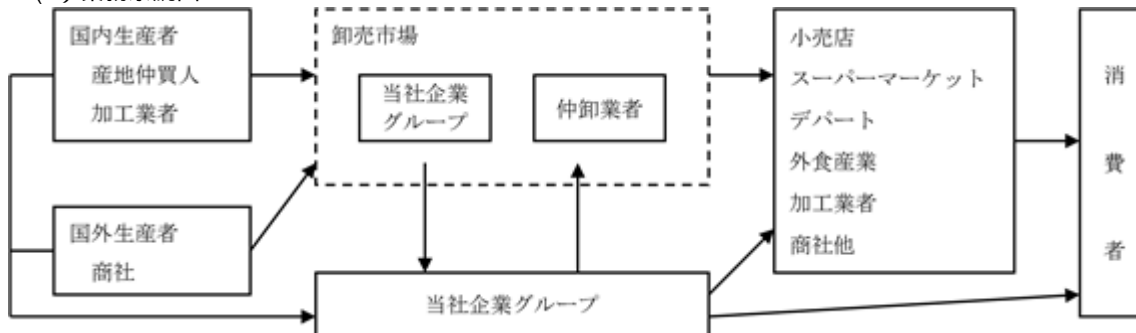 国内生産者
産地仲買人
加工業者
国外生産者
商社
卸売市場
当社企業
グループ
仲卸業者
当社企業グループ
小売店
スーパーマーケット
デパート
外食産業
加工業者
商社他
消
費
者